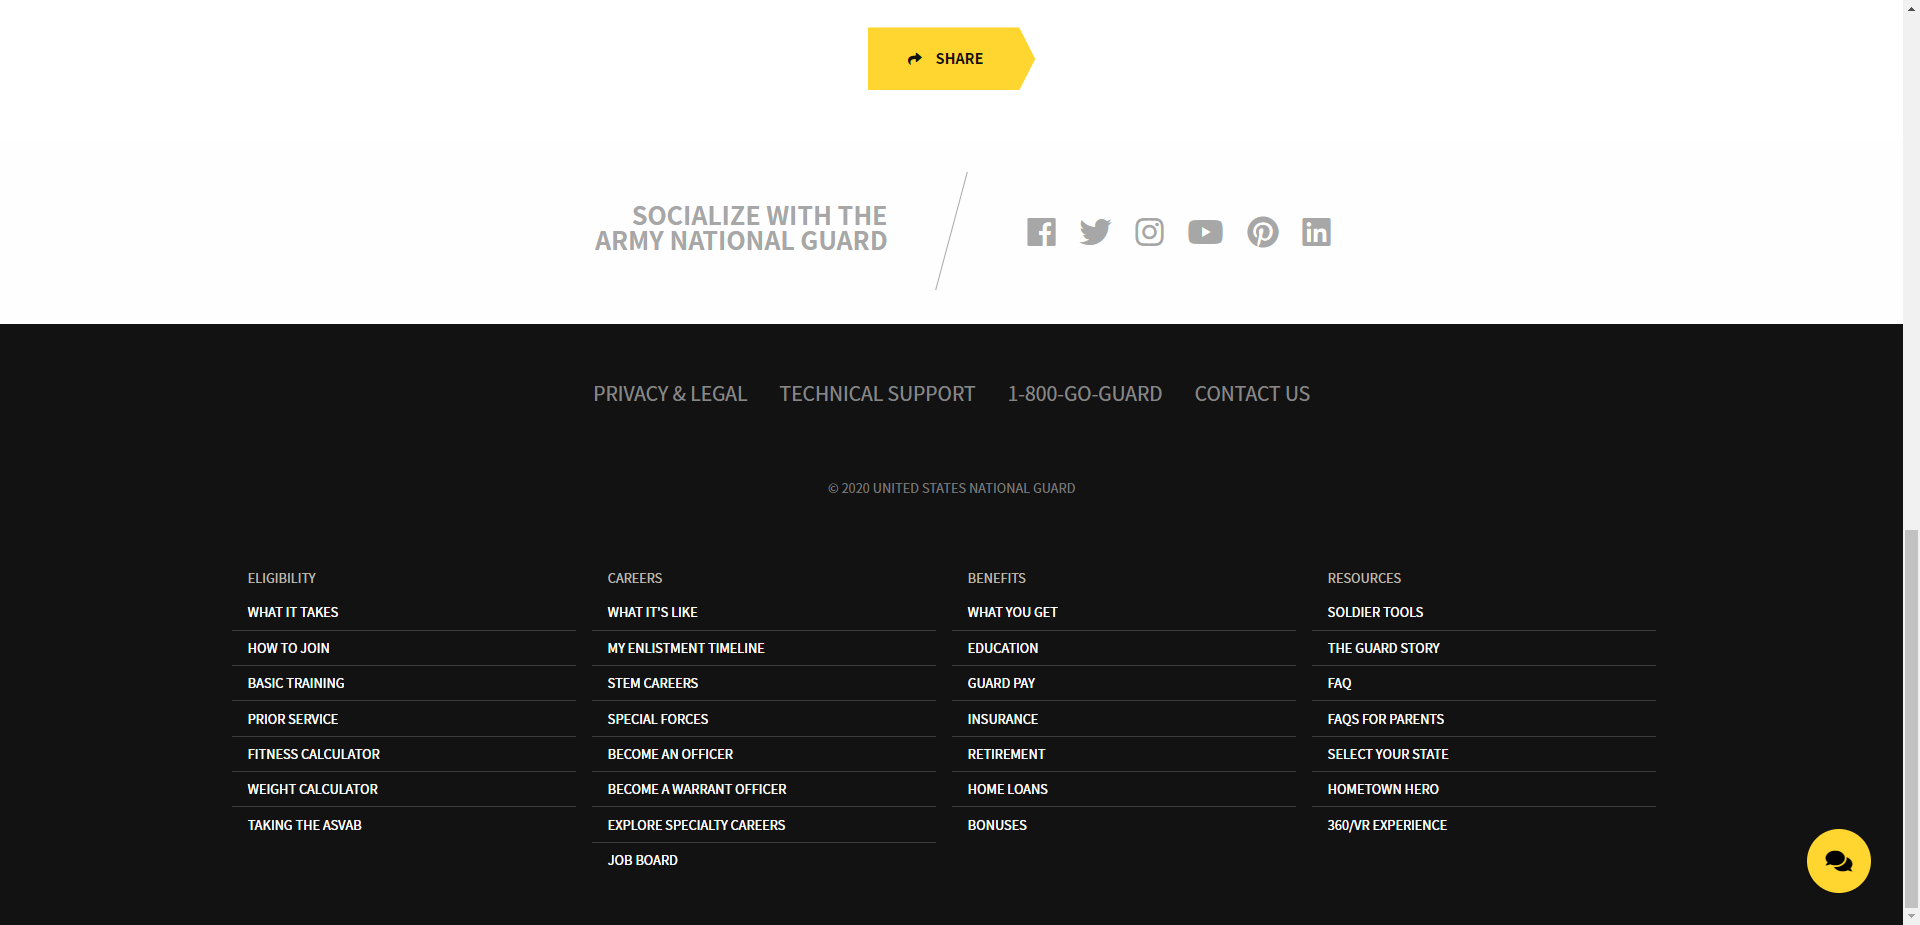 SHARE
SOCIALIZE WITH THE
ARMY NATIONAL GUARD
PRIVACY & LEGAL TECHNICAL SUPPORT 1-800-GO-GUARD CONTACT US
© 2020 UNITED STATES NATIONAL GUARD
ELIGIBILITY
WHAT IT TAKES
HOW TO JOIN
BASIC TRAINING
PRIOR SERVICE
FITNESS CALCULATOR
WEIGHT CALCULATOR
TAKING THE ASVAB
CAREERS
WHAT IT'S LIKE
MY ENLISTMENT TIMELINE
STEM CAREERS
SPECIAL FORCES
BECOME AN OFFICER
BECOME A WARRANT OFFICER
EXPLORE SPECIALTY CAREERS
JOB BOARD
BENEFITS
WHAT YOU GET
EDUCATION
GUARD PAY
INSURANCE
RETIREMENT
HOME LOANS
BONUSES
RESOURCES
SOLDIER TOOLS
THE GUARD STORY
FAQ
FAQS FOR PARENTS
SELECT YOUR STATE
HOMETOWN HERO
360/VR EXPERIENCE